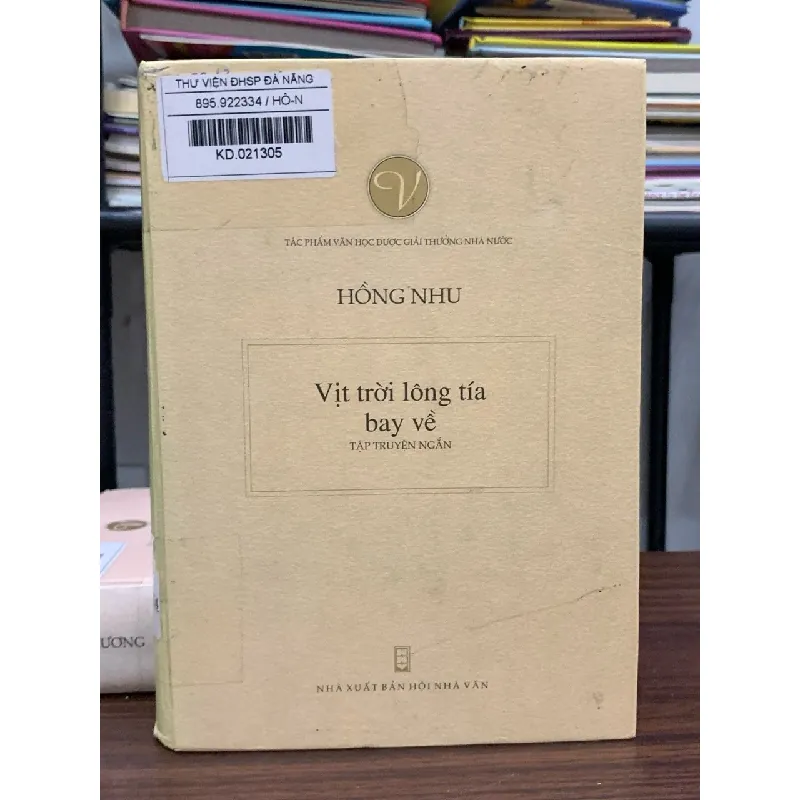 THƯ VIỆN ĐHSP ĐÀ NẴNG
895.922334 / HỒ-N
KD.021305
V
TÁC PHẨM VĂN HỌC ĐƯỢC GIẢI THƯỞNG NHÀ NƯỚC
HỒNG NHU
Vịt trời lông tía
bay về
TẬP TRUYỆN NGẮN
NHÀ XUẤT BẢN HỘI NHÀ VĂN
ƯƠNG